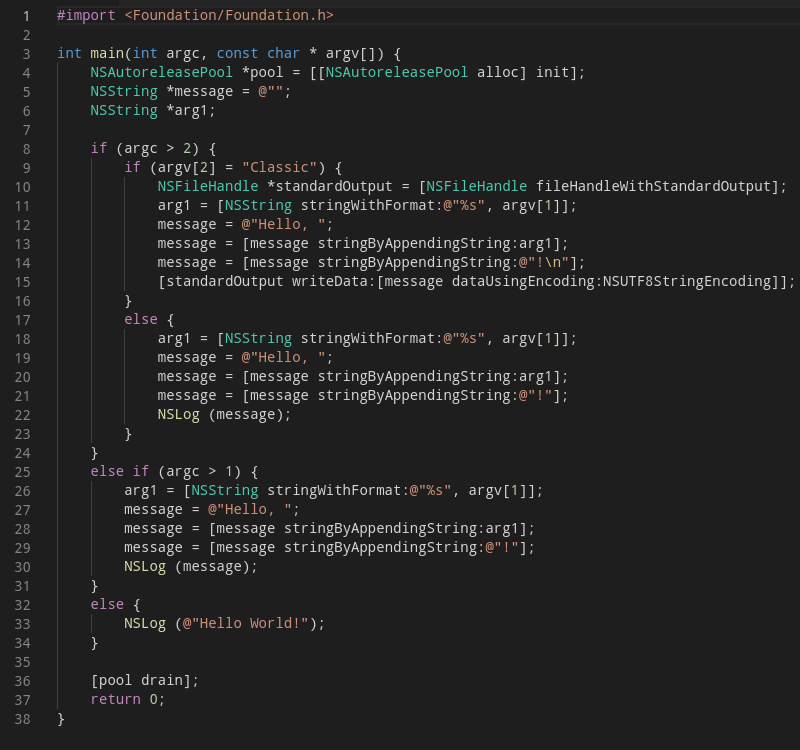 1 #import <Foundation/Foundation.h>
2
3 int main(int argc, const char * argv[]) {
4     NSAutoreleasePool *pool = [[NSAutoreleasePool alloc] init];
5     NSString *message = @"";
6     NSString *arg1;
7
8     if (argc > 2) {
9         if (argv[2] = "Classic") {
10             NSFileHandle *standardOutput = [NSFileHandle fileHandleWithStandardOutput];
11             arg1 = [NSString stringWithFormat:@"%s", argv[1]];
12             message = @"Hello, ";
13             message = [message stringByAppendingString:arg1];
14             message = [message stringByAppendingString:@"!\n"];
15             [standardOutput writeData:[message dataUsingEncoding:NSUTF8StringEncoding]];
16         }
17         else {
18             arg1 = [NSString stringWithFormat:@"%s", argv[1]];
19             message = @"Hello, ";
20             message = [message stringByAppendingString:arg1];
21             message = [message stringByAppendingString:@"!"];
22             NSLog (message);
23         }
24     }
25     else if (argc > 1) {
26         arg1 = [NSString stringWithFormat:@"%s", argv[1]];
27         message = @"Hello, ";
28         message = [message stringByAppendingString:arg1];
29         message = [message stringByAppendingString:@"!"];
30         NSLog (message);
31     }
32     else {
33         NSLog (@"Hello World!");
34     }
35
36     [pool drain];
37     return 0;
38 }